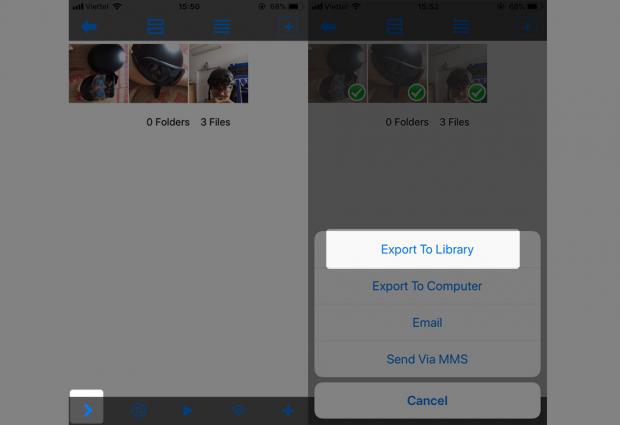 Viettel 15:50 68%
0 Folders 3 Files
Viettel 15:52 68%
0 Folders 3 Files
Export To Library
Export To Computer
Email
Send Via MMS
Cancel